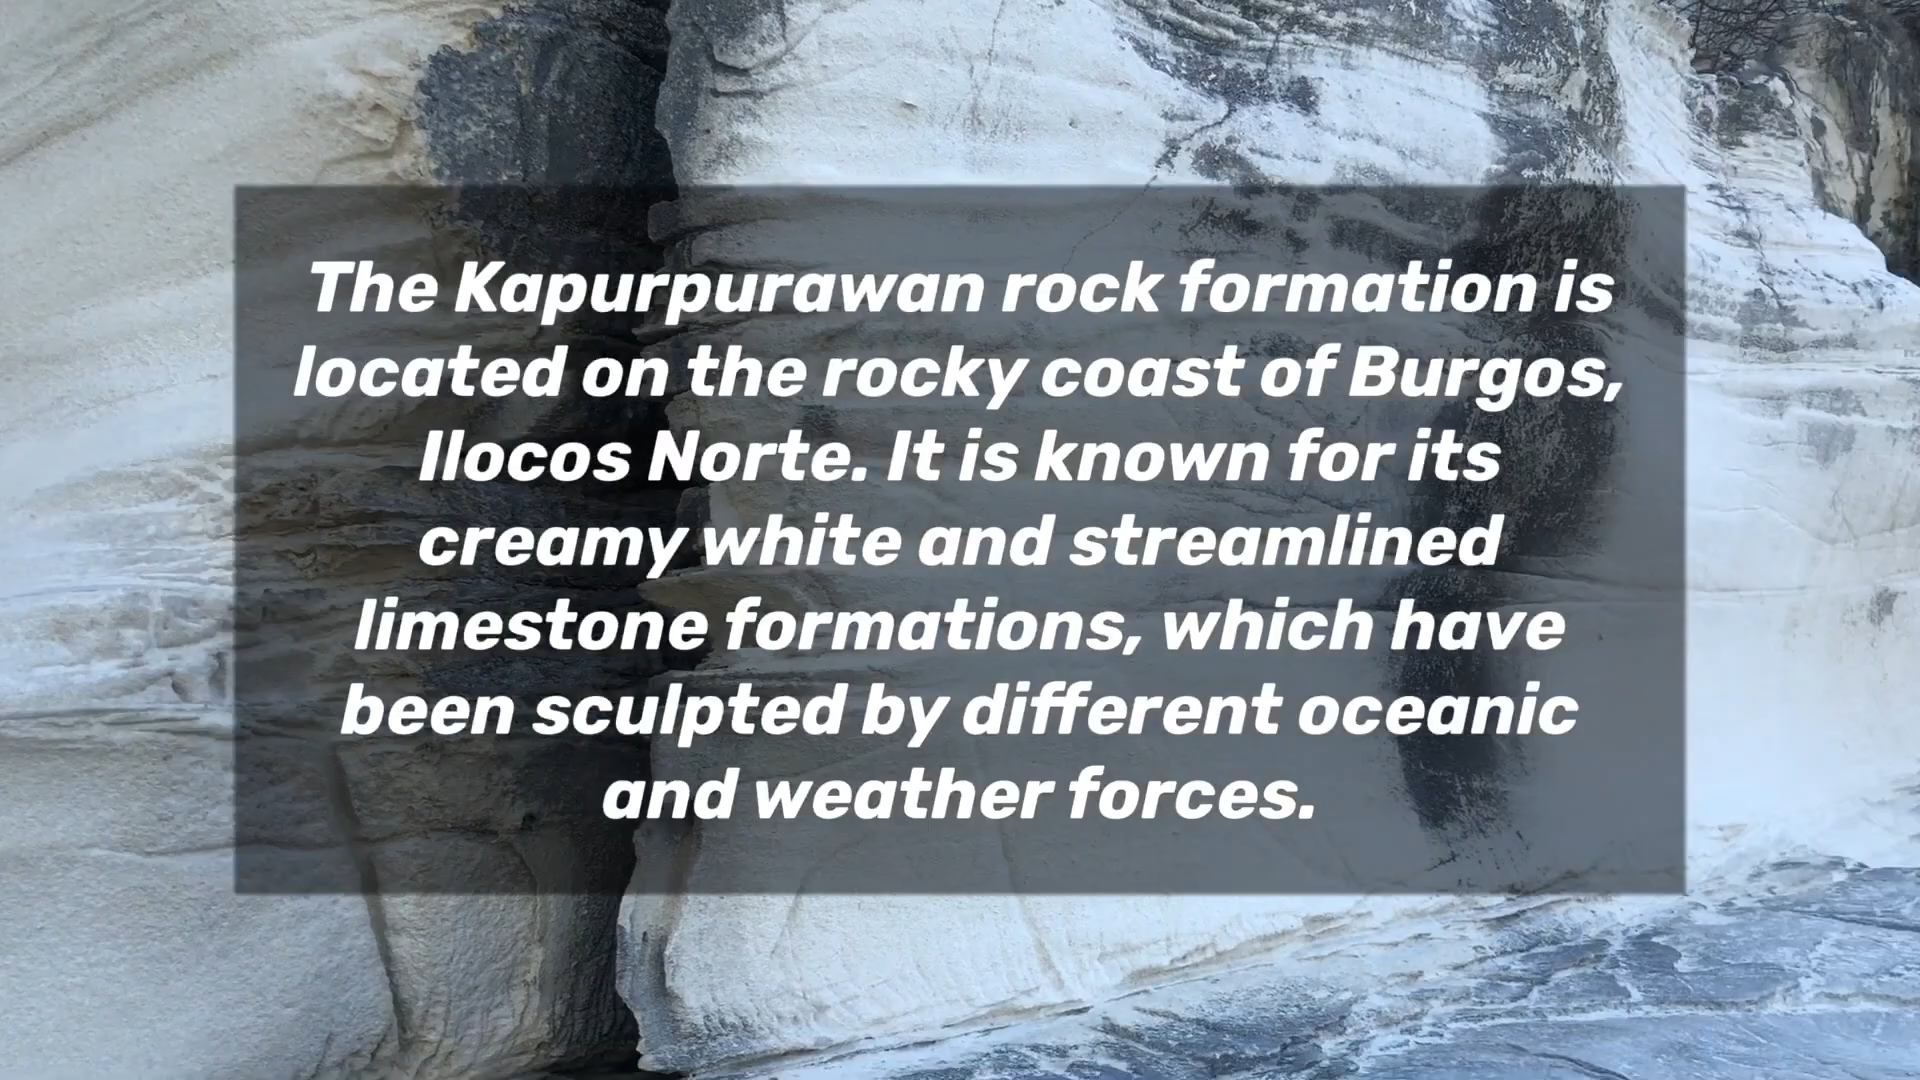 The Kapurpurawan rock formation is
located on the rocky coast of Burgos,
Ilocos Norte. It is known for its
creamy white and streamlined
limestone formations, which have
been sculpted by different oceanic
and weather forces.